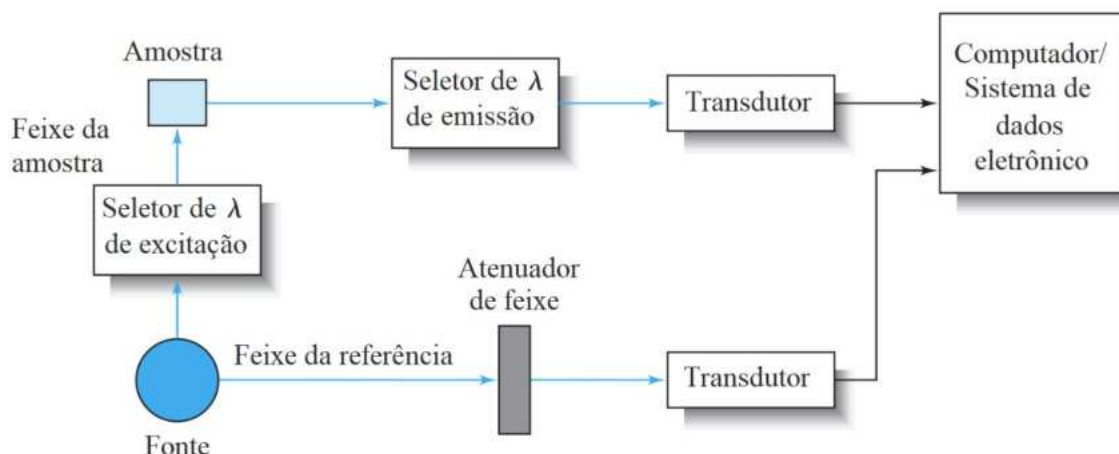 Amostra
Feixe da
amostra
Seletor de λ
de excitação
Fonte
Seletor de λ
de emissão
Transdutor
Computador/
Sistema de
dados
eletrônico
Feixe da referência
Atenuador
de feixe
Transdutor